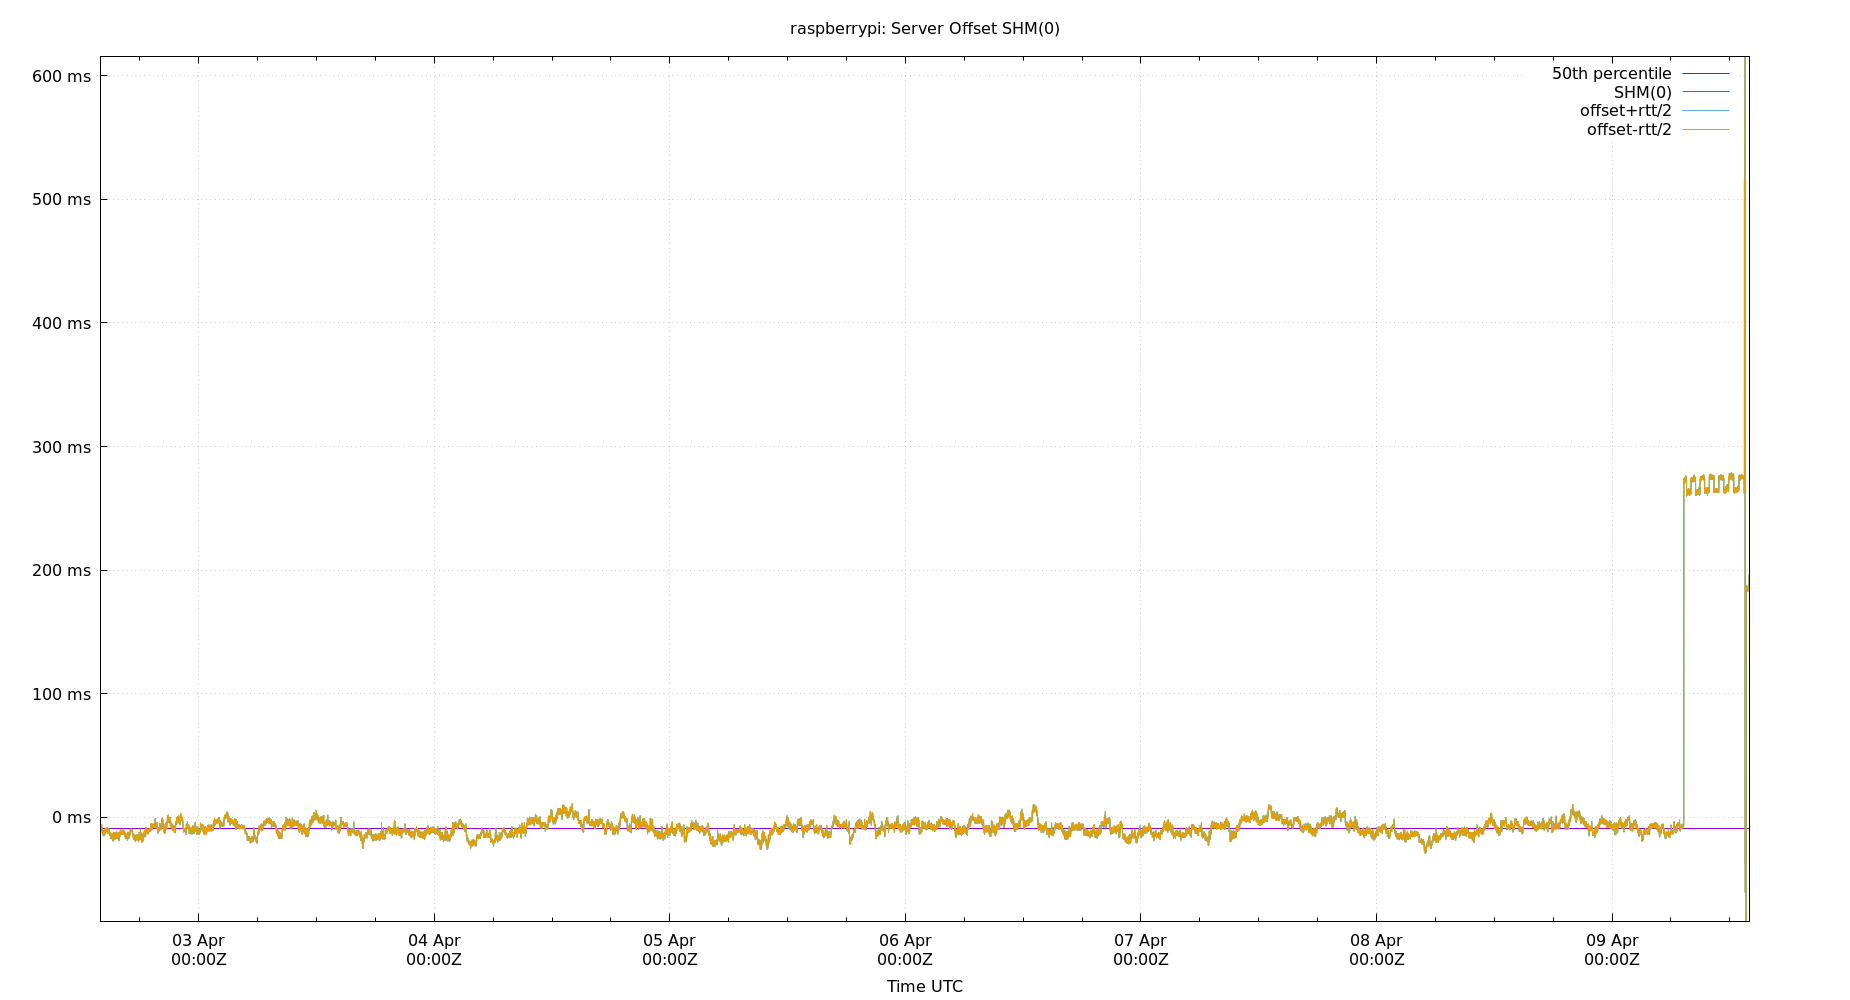 raspberrypi: Server Offset SHM(0)
600 ms
500 ms
400 ms
300 ms
200 ms
100 ms
0 ms
50th percentile
SHM(0)
offset+rtt/2
offset-rtt/2
03 Apr 04 Apr 05 Apr 06 Apr 07 Apr 08 Apr 09 Apr
00:00Z 00:00Z 00:00Z 00:00Z 00:00Z 00:00Z 00:00Z
Time UTC